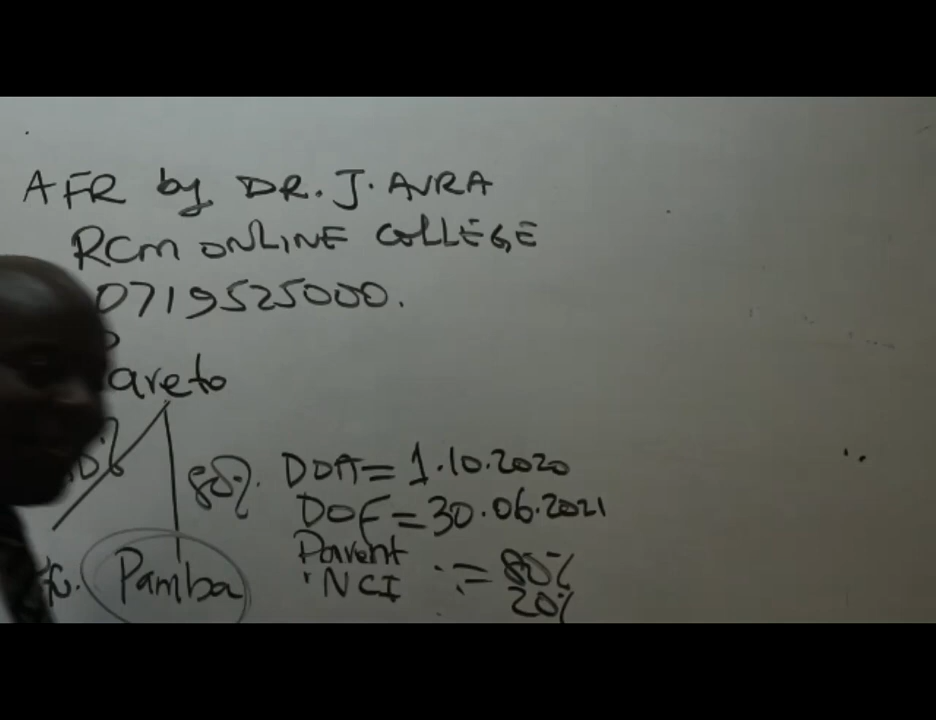 AFR by DR. J. AVRA
RCM ONLINE COLLEGE
0719525000.
areto
80%. DOA = 1.10.2020
DOF = 30.06.2021
Parent = 80%
Pamba
NCI 20%